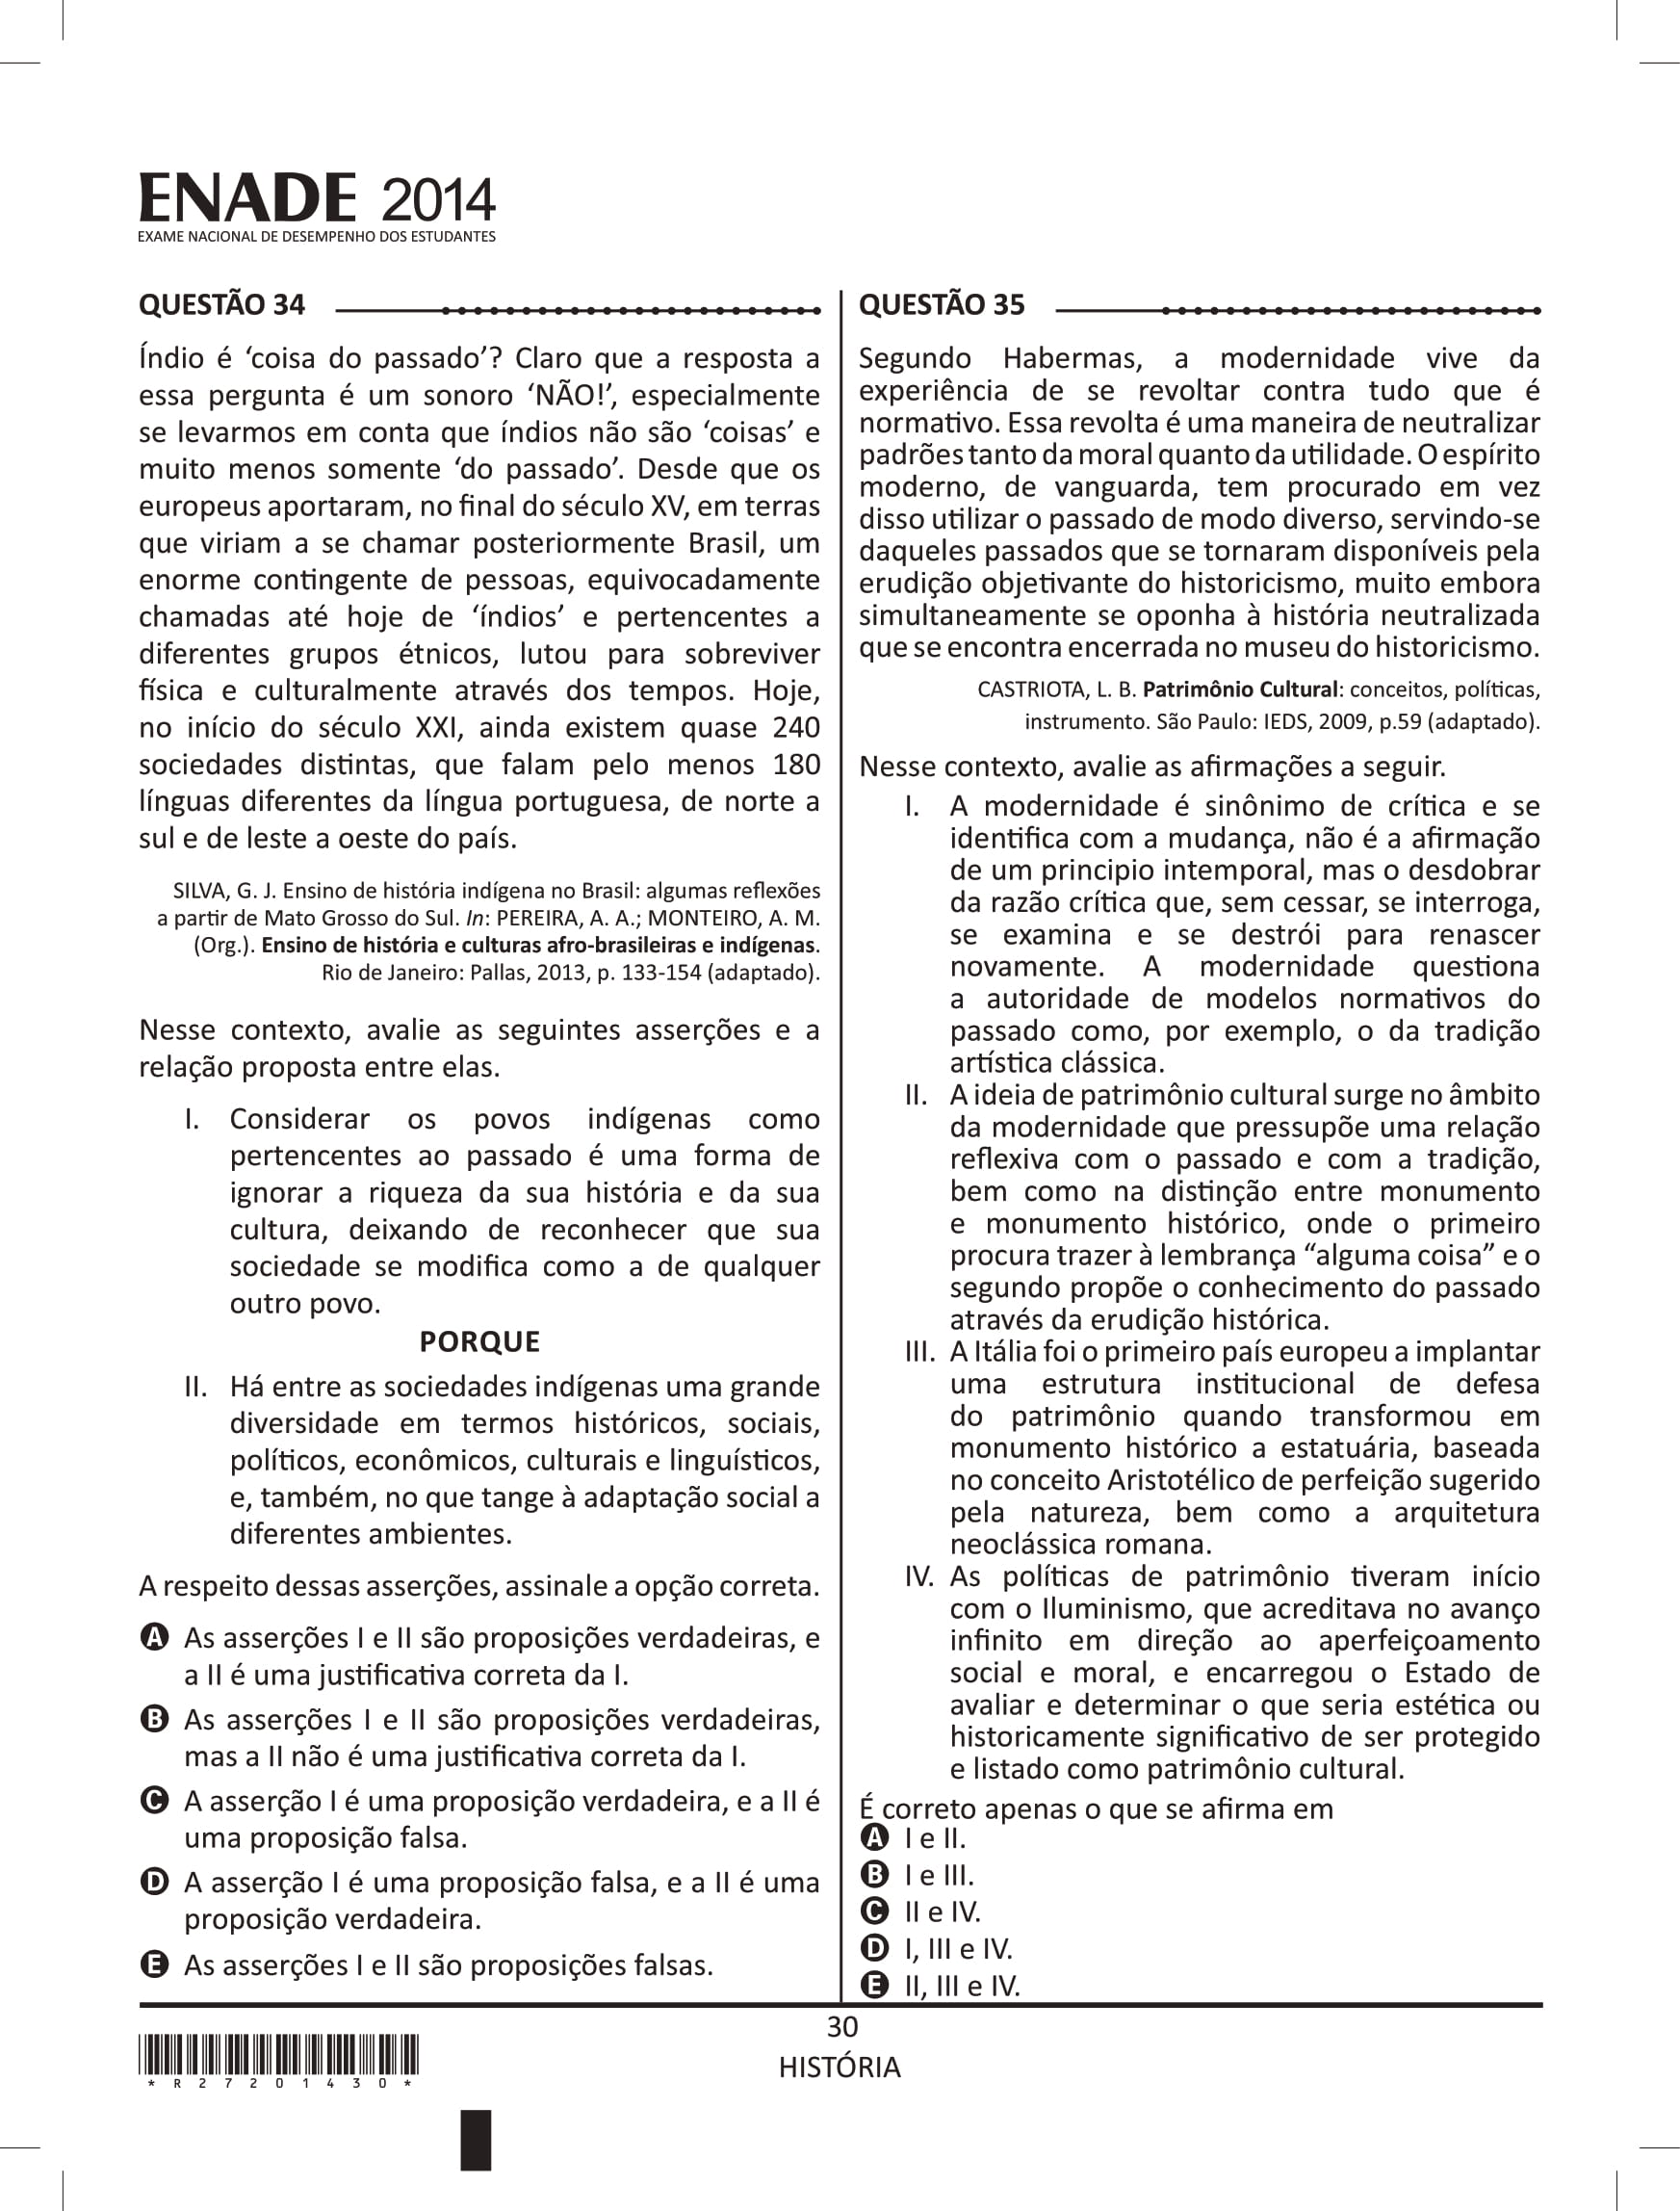 ENADE 2014
EXAME NACIONAL DE DESEMPENHO DOS ESTUDANTES
QUESTÃO 34
Índio é ‘coisa do passado’? Claro que a resposta a
essa pergunta é um sonoro ‘NÃO!’, especialmente
se levarmos em conta que índios não são ‘coisas’ e
muito menos somente ‘do passado’. Desde que os
europeus aportaram, no final do século XV, em terras
que viriam a se chamar posteriormente Brasil, um
enorme contingente de pessoas, equivocadamente
chamadas até hoje de ‘índios’ e pertencentes a
diferentes grupos étnicos, lutou para sobreviver
física e culturalmente através dos tempos. Hoje,
no início do século XXI, ainda existem quase 240
sociedades distintas, que falam pelo menos 180
línguas diferentes da língua portuguesa, de norte a
sul e de leste a oeste do país.
SILVA, G. J. Ensino de história indígena no Brasil: algumas reflexões
a partir de Mato Grosso do Sul. In: PEREIRA, A. A.; MONTEIRO, A. M.
(Org.). Ensino de história e culturas afro-brasileiras e indígenas.
Rio de Janeiro: Pallas, 2013, p. 133-154 (adaptado).
Nesse contexto, avalie as seguintes asserções e a
relação proposta entre elas.
I. Considerar os povos indígenas como
pertencentes ao passado é uma forma de
ignorar a riqueza da sua história e da sua
cultura, deixando de reconhecer que sua
sociedade se modifica como a de qualquer
outro povo.
PORQUE
II. Há entre as sociedades indígenas uma grande
diversidade em termos históricos, sociais,
políticos, econômicos, culturais e linguísticos,
e, também, no que tange à adaptação social a
diferentes ambientes.
A respeito dessas asserções, assinale a opção correta.
A As asserções I e II são proposições verdadeiras, e
a II é uma justificativa correta da I.
B As asserções I e II são proposições verdadeiras,
mas a II não é uma justificativa correta da I.
C A asserção I é uma proposição verdadeira, e a II é
uma proposição falsa.
D A asserção I é uma proposição falsa, e a II é uma
proposição verdadeira.
E As asserções I e II são proposições falsas.
QUESTÃO 35
Segundo Habermas, a modernidade vive da
experiência de se revoltar contra tudo que é
normativo. Essa revolta é uma maneira de neutralizar
padrões tanto da moral quanto da utilidade. O espírito
moderno, de vanguarda, tem procurado em vez
disso utilizar o passado de modo diverso, servindo-se
daqueles passados que se tornaram disponíveis pela
erudição objetivante do historicismo, muito embora
simultaneamente se oponha à história neutralizada
que se encontra encerrada no museu do historicismo.
CASTRIOTA, L. B. Patrimônio Cultural: conceitos, políticas,
instrumento. São Paulo: IEDS, 2009, p.59 (adaptado).
Nesse contexto, avalie as afirmações a seguir.
I. A modernidade é sinônimo de crítica e se
identifica com a mudança, não é a afirmação
de um principio intemporal, mas o desdobrar
da razão crítica que, sem cessar, se interroga,
se examina e se destrói para renascer
novamente. A modernidade questiona
a autoridade de modelos normativos do
passado como, por exemplo, o da tradição
artística clássica.
II. A ideia de patrimônio cultural surge no âmbito
da modernidade que pressupõe uma relação
reflexiva com o passado e com a tradição,
bem como na distinção entre monumento
e monumento histórico, onde o primeiro
procura trazer à lembrança “alguma coisa” e o
segundo propõe o conhecimento do passado
através da erudição histórica.
III. A Itália foi o primeiro país europeu a implantar
uma estrutura institucional de defesa
do patrimônio quando transformou em
monumento histórico a estatuária, baseada
no conceito Aristotélico de perfeição sugerido
pela natureza, bem como a arquitetura
neoclássica romana.
IV. As políticas de patrimônio tiveram início
com o Iluminismo, que acreditava no avanço
infinito em direção ao aperfeiçoamento
social e moral, e encarregou o Estado de
avaliar e determinar o que seria estética ou
historicamente significativo de ser protegido
e listado como patrimônio cultural.
É correto apenas o que se afirma em
A I e II.
B I e III.
C II e IV.
D I, III e IV.
E II, III e IV.
30
HISTÓRIA
*R27201430*